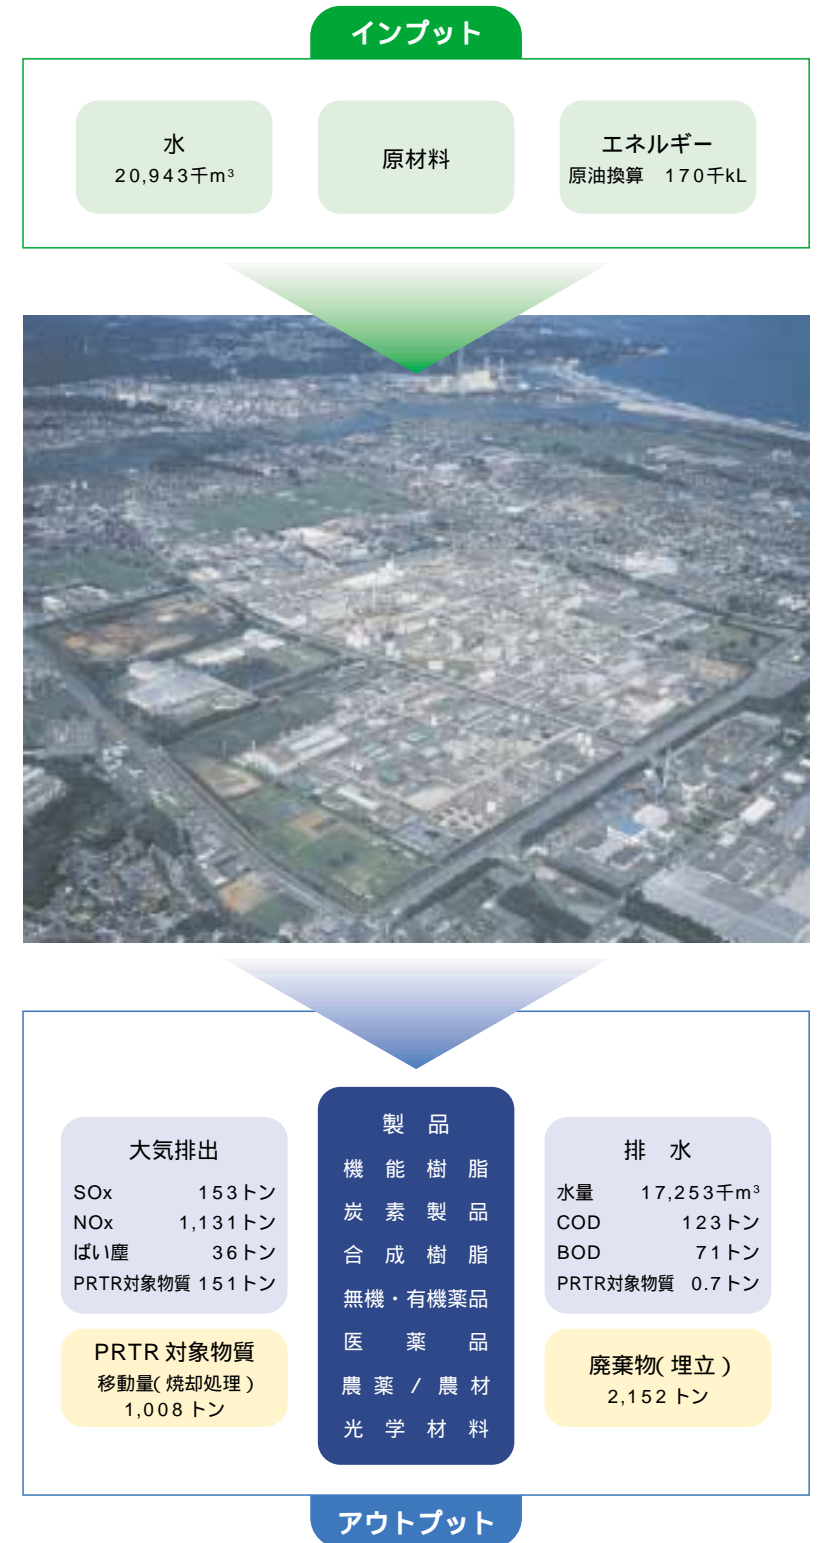 インプット
水
20,943千m³
原材料
エネルギー
原油換算　170千kL
大気排出
SOx 153トン
NOx 1,131トン
ばい塵 36トン
PRTR対象物質 151トン
PRTR 対象物質
移動量(焼却処理)
1,008 トン
製品
機能樹脂
炭素製品
合成樹脂
無機・有機薬品
医薬品
農薬/農材
光学材料
排水
水量 17,253千m³
COD 123トン
BOD 71トン
PRTR対象物質 0.7トン
廃棄物(埋立)
2,152 トン
アウトプット